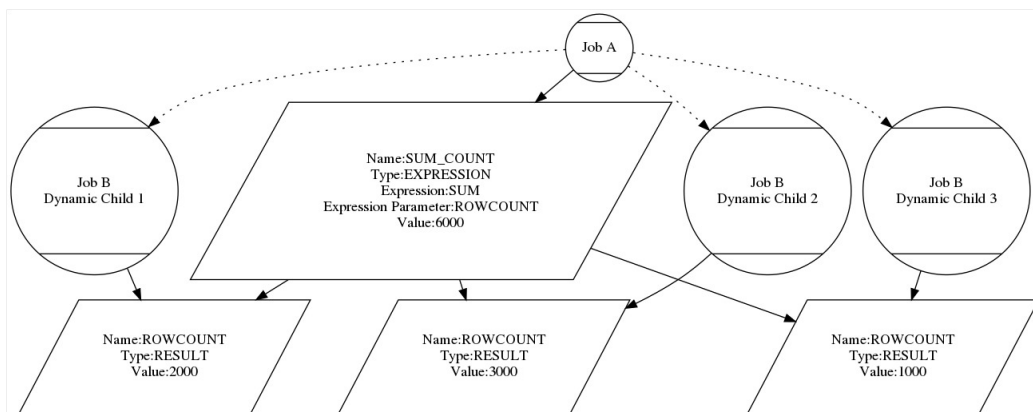 Job A
Job B
Dynamic Child 1
Name:SUM_COUNT
Type:EXPRESSION
Expression:SUM
Expression Parameter:ROWCOUNT
Value:6000
Job B
Dynamic Child 2
Job B
Dynamic Child 3
Name:ROWCOUNT
Type:RESULT
Value:2000
Name:ROWCOUNT
Type:RESULT
Value:3000
Name:ROWCOUNT
Type:RESULT
Value:1000